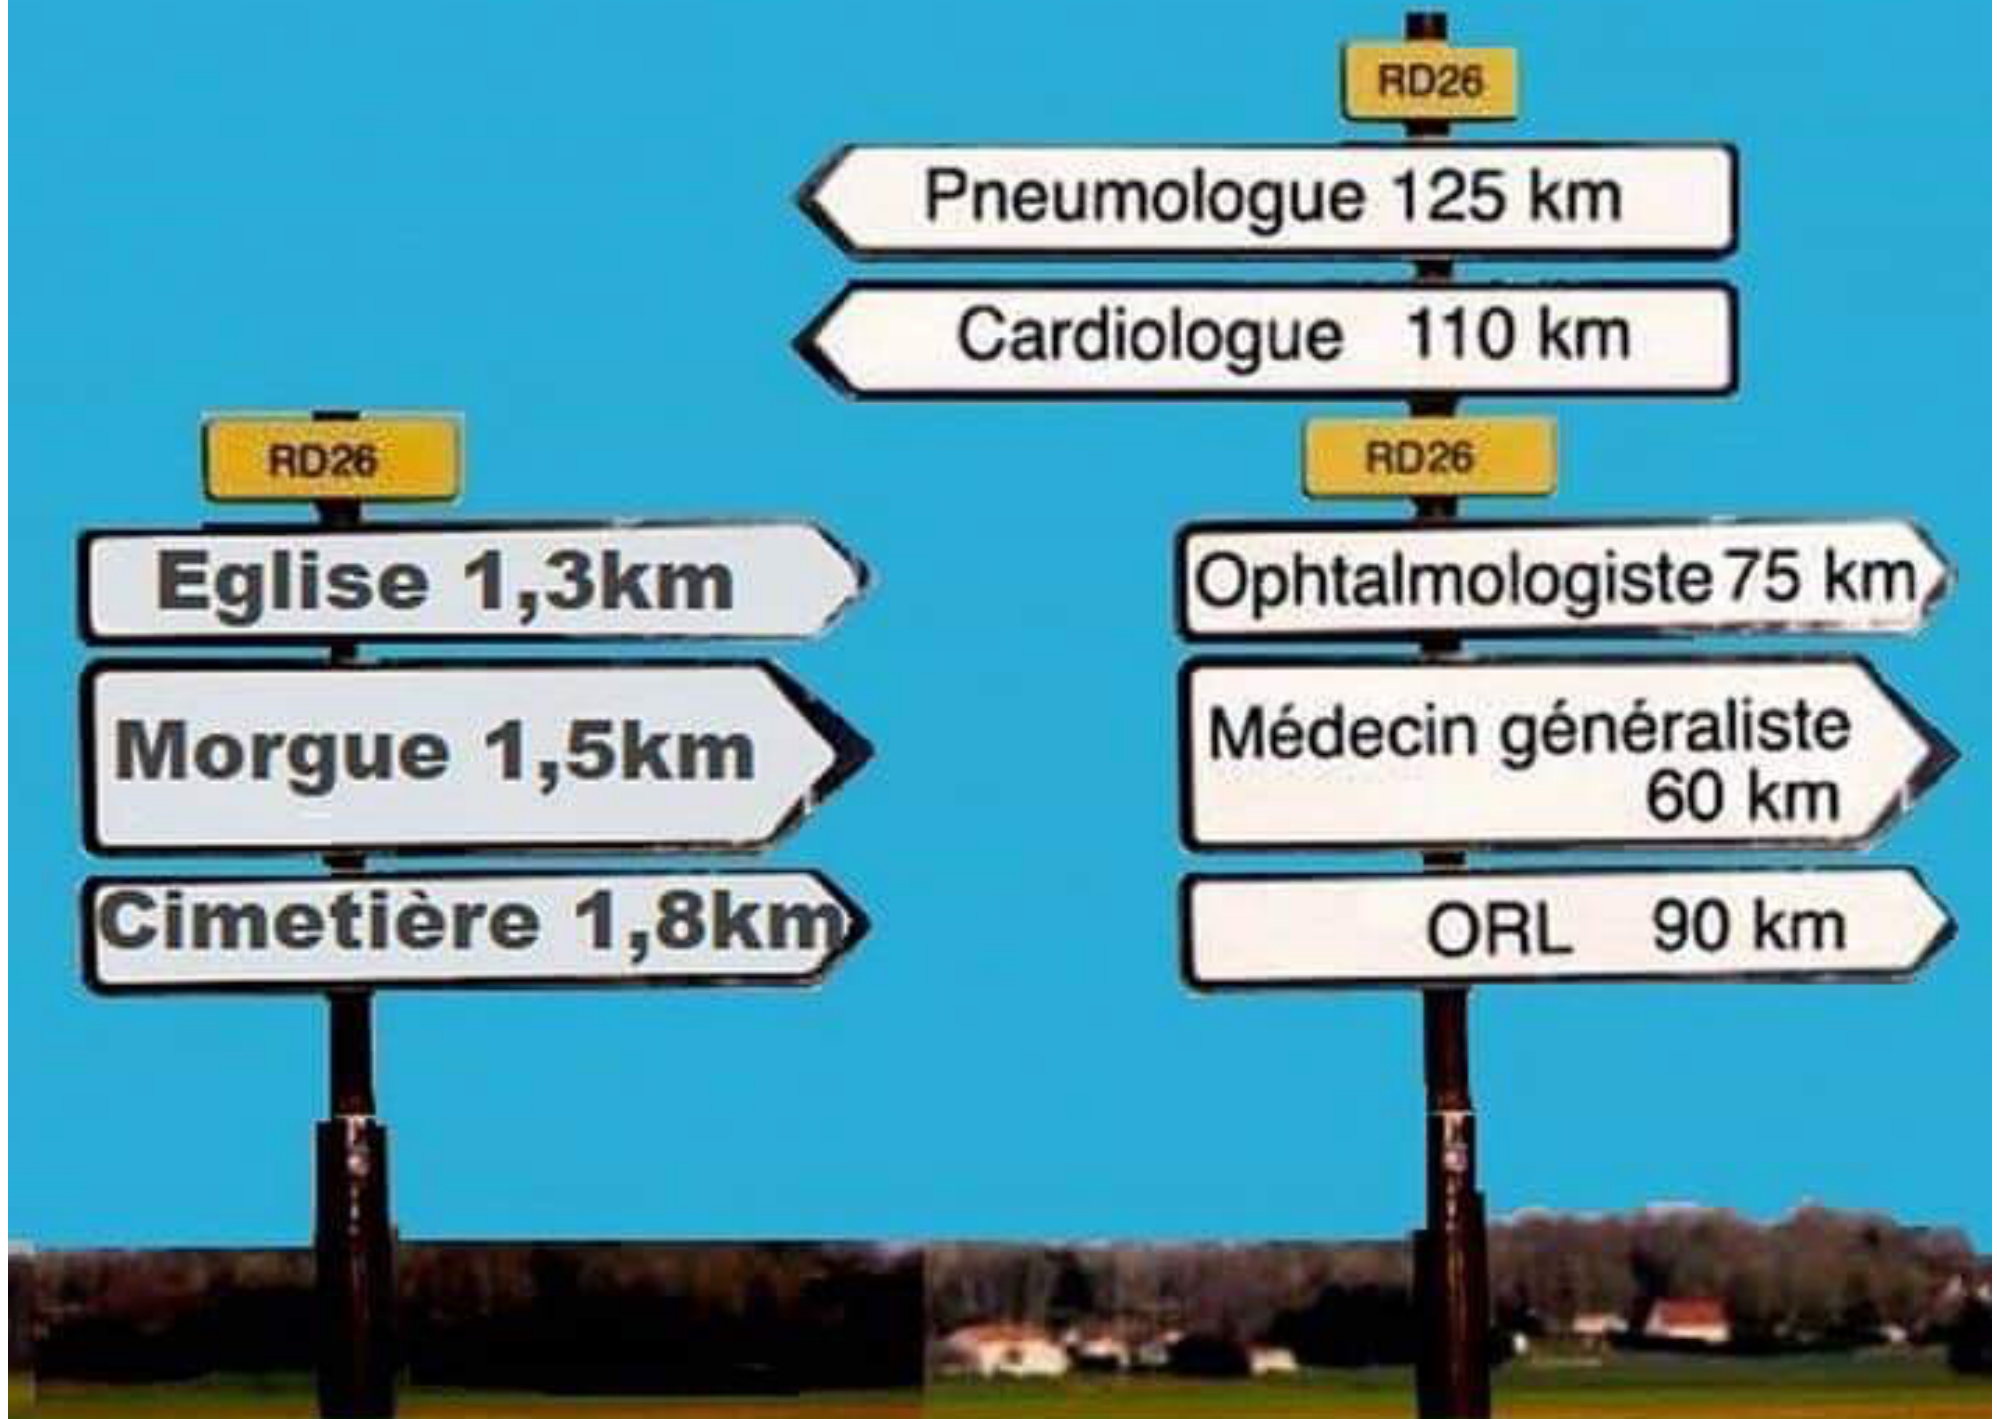 RD26
Pneumologue 125 km
Cardiologue 110 km
RD26
Ophtalmologiste 75 km
Médecin généraliste
60 km
ORL 90 km
RD26
Eglise 1,3km
Morgue 1,5km
Cimetière 1,8km